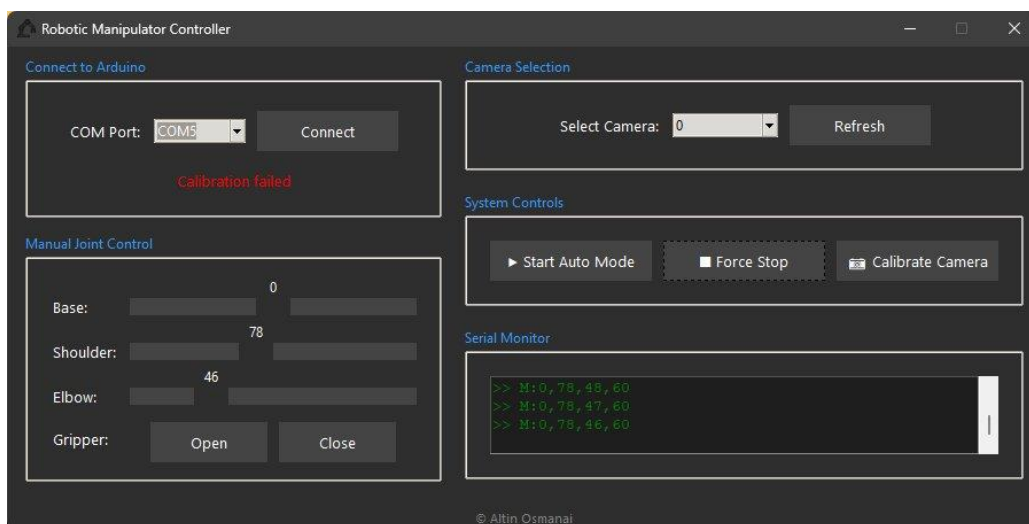 Robotic Manipulator Controller
Connect to Arduino
COM Port: COM5 Connect
Calibration failed
Manual Joint Control
0
Base:
78
Shoulder:
46
Elbow:
Gripper: Open Close
Camera Selection
Select Camera: 0 Refresh
System Controls
Start Auto Mode Force Stop Calibrate Camera
Serial Monitor
>> M:0,78,48,60
>> M:0,78,47,60
>> M:0,78,46,60
© Altin Osmanaj